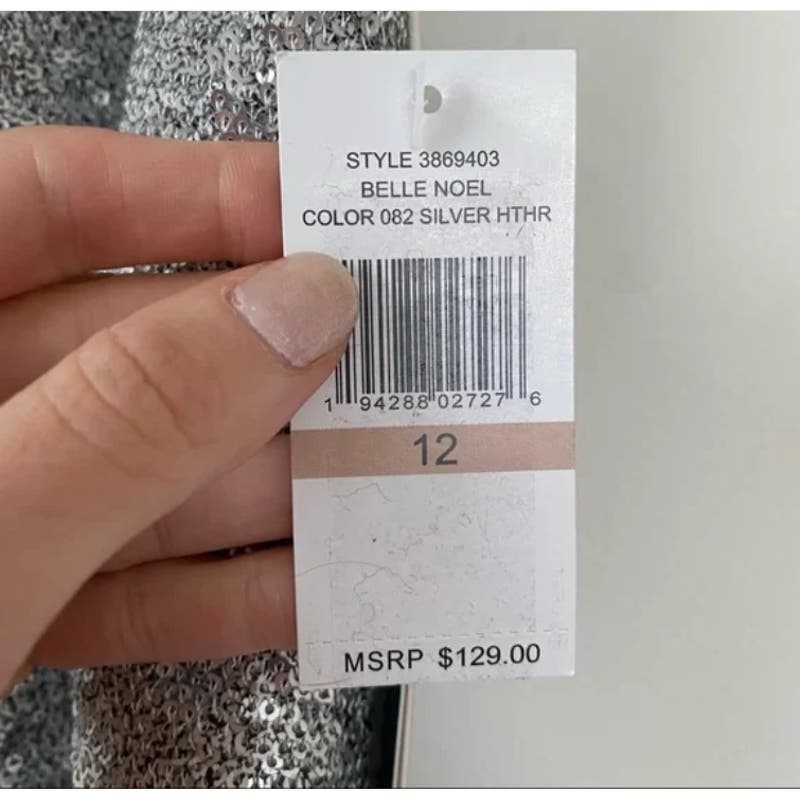 STYLE 3869403
BELLE NOEL
COLOR 082 SILVER HTHR
1 94288 02727 6
12
MSRP $129.00